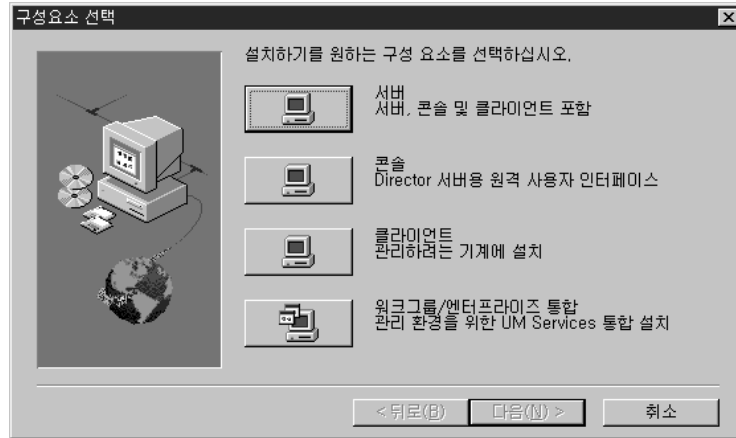 구성요소 선택
설치하기를 원하는 구성 요소를 선택하십시오.
서버
서버, 콘솔 및 클라이언트 포함
콘솔
Director 서버용 원격 사용자 인터페이스
클라이언트
관리하려는 기계에 설치
워크그룹/엔터프라이즈 통합
관리 환경을 위한 UM Services 통합 설치
< 뒤로(B)
다음(N) >
취소